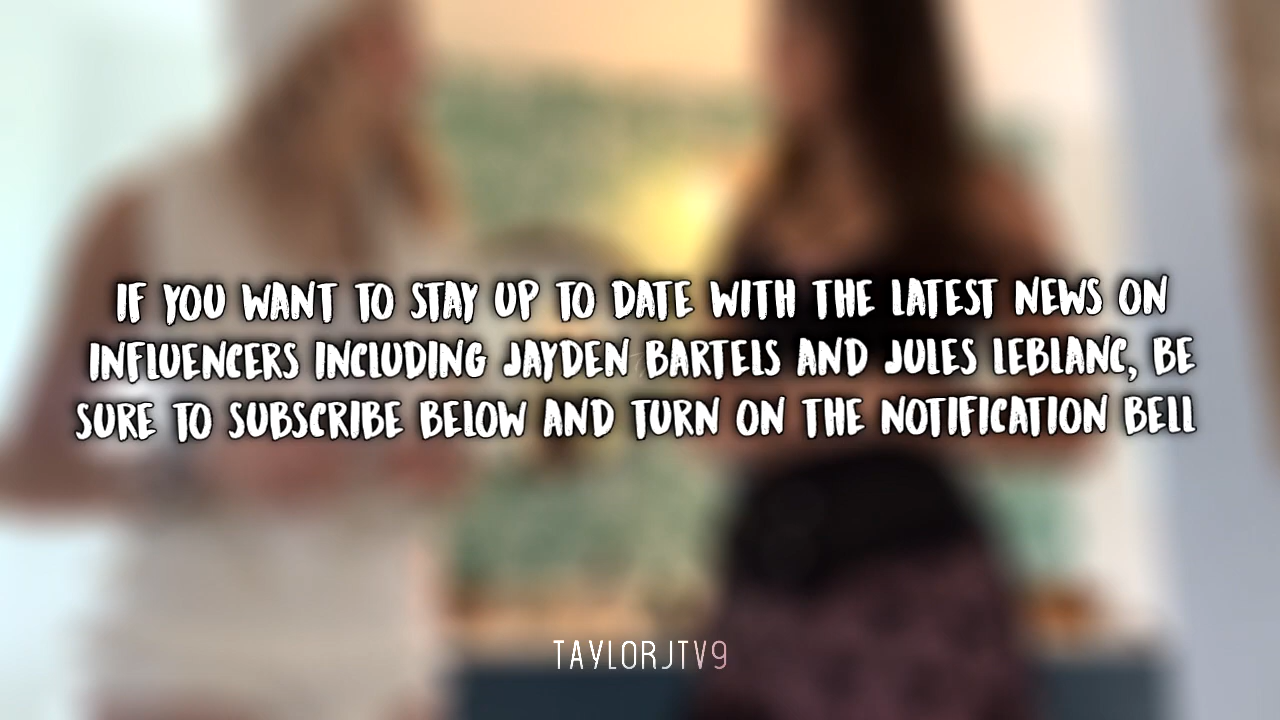 IF YOU WANT TO STAY UP TO DATE WITH THE LATEST NEWS ON
INFLUENCERS INCLUDING JAYDEN BARTELS AND JULES LEBLANC, BE
SURE TO SUBSCRIBE BELOW AND TURN ON THE NOTIFICATION BELL
TAYLORJTV9